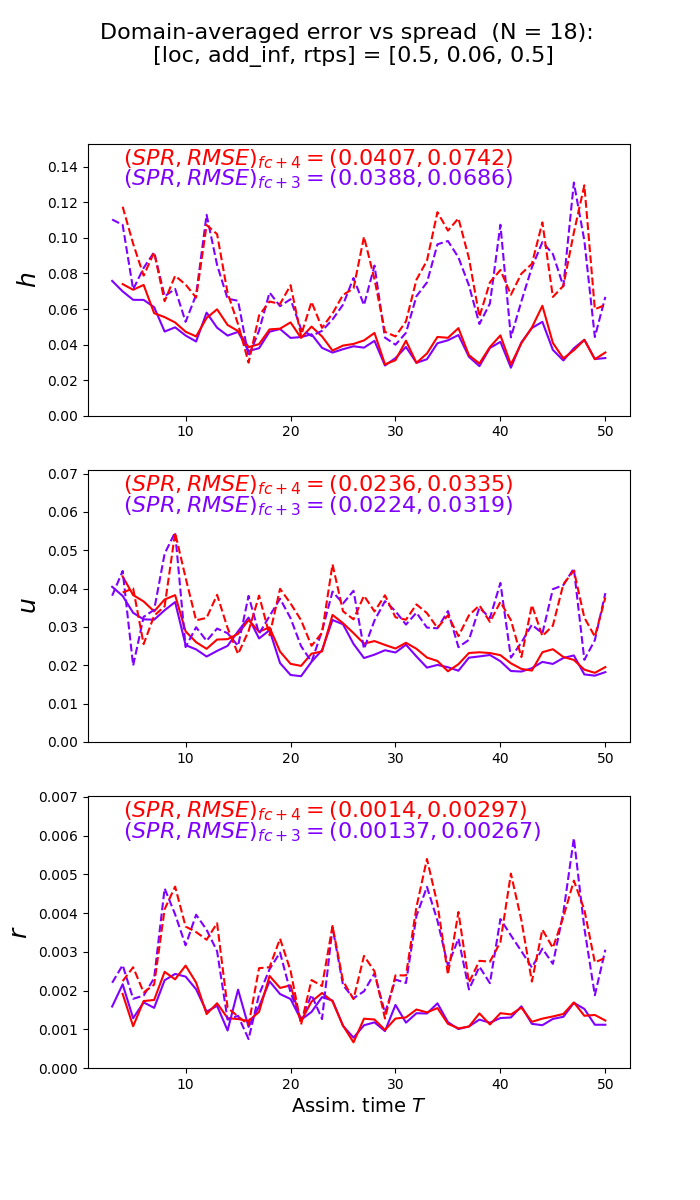 Domain-averaged error vs spread (N = 18):
[loc, add_inf, rtps] = [0.5, 0.06, 0.5]
(SPR, RMSE)fc+4 = (0.0407, 0.0742)
(SPR, RMSE)fc+3 = (0.0388, 0.0686)
h
0.14
0.12
0.10
0.08
0.06
0.04
0.02
0.00
10 20 30 40 50
(SPR, RMSE)fc+4 = (0.0236, 0.0335)
(SPR, RMSE)fc+3 = (0.0224, 0.0319)
u
0.07
0.06
0.05
0.04
0.03
0.02
0.01
0.00
10 20 30 40 50
(SPR, RMSE)fc+4 = (0.0014, 0.00297)
(SPR, RMSE)fc+3 = (0.00137, 0.00267)
r
0.007
0.006
0.005
0.004
0.003
0.002
0.001
0.000
10 20 30 40 50
Assim. time T